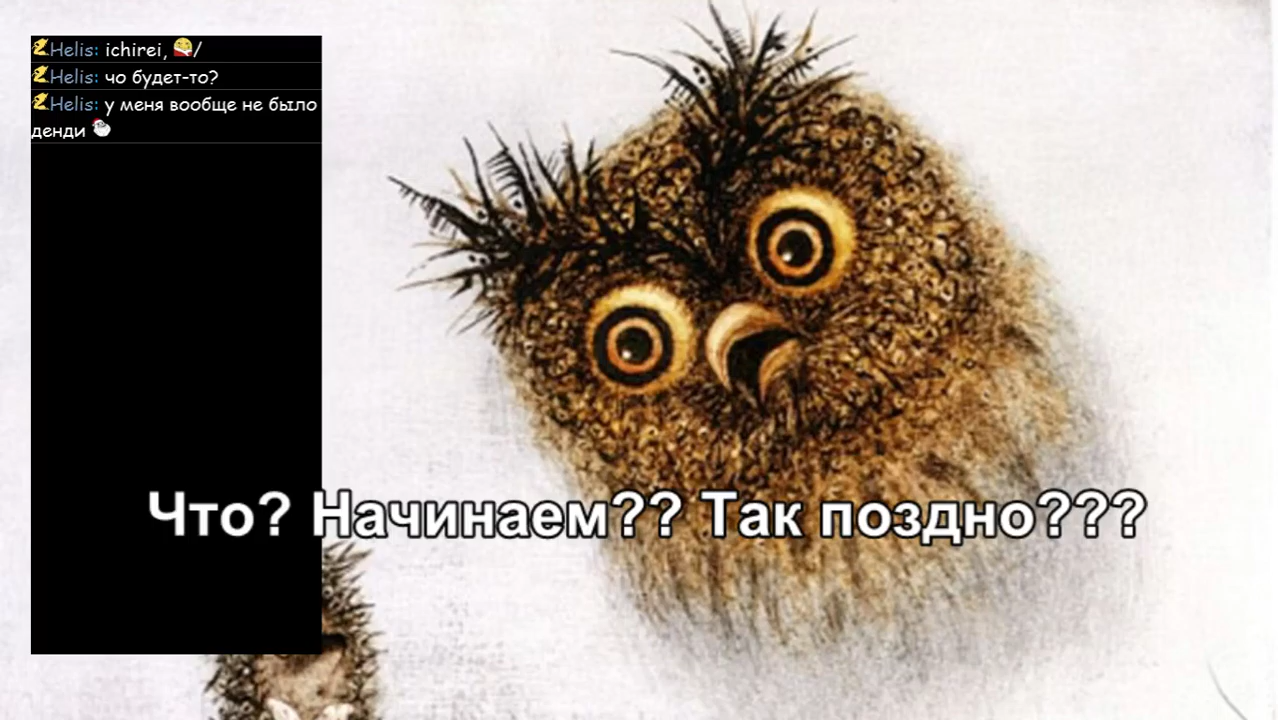 Helis: ichirei, /
Helis: чо будет-то?
Helis: у меня вообще не было
денди
Что? Начинаем?? Так поздно???